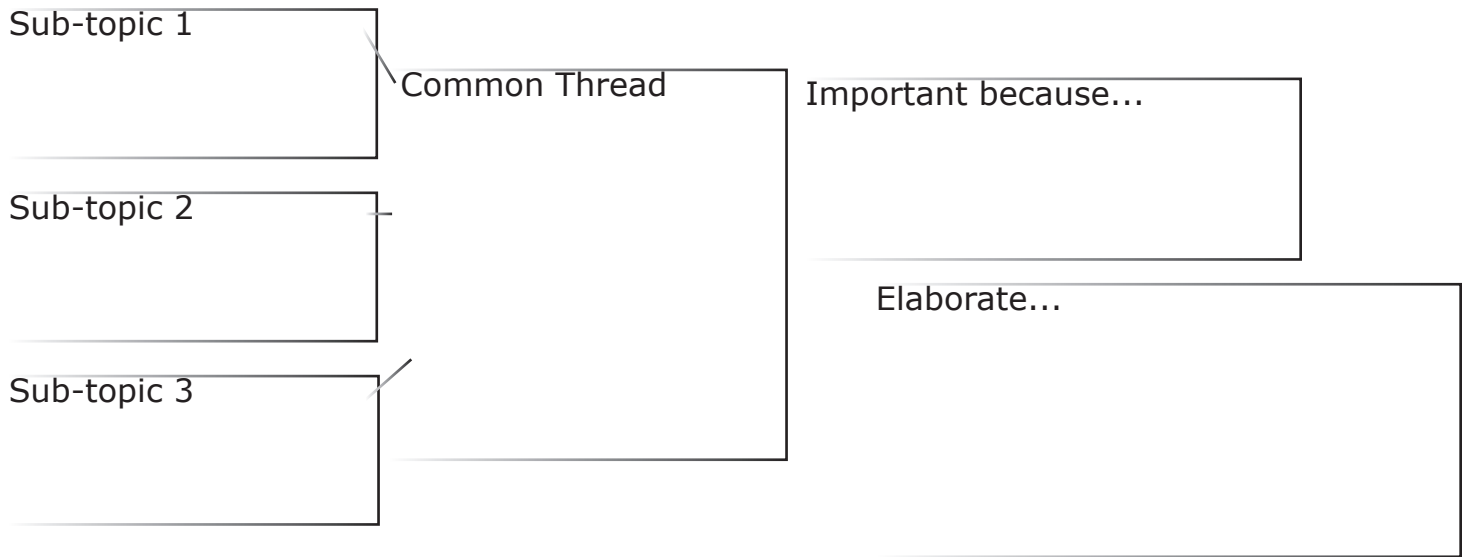 Sub-topic 1
Common Thread
Important because...
Sub-topic 2
Elaborate...
Sub-topic 3